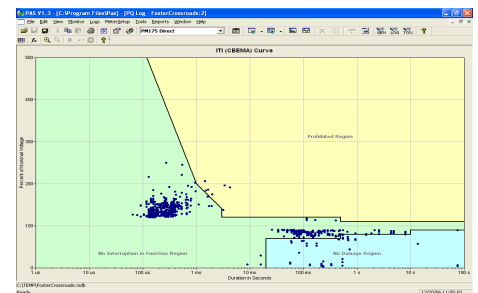 PAS V1.3 - [C:\Program Files\Pas] - [PQ Log - FosterCrossroads:2]
File Edit View Monitor Logs MeterSetup Tools Reports Window Help
PM175 Direct
ITI (CBEMA) Curve
Percent of Nominal Voltage
500
400
300
200
100
0
Prohibited Region
No Interruption in Function Region
No Damage Region
1 us 10 us 100 us 1 ms 10 ms 100 ms 1 s 10 s 100 s
Duration in Seconds
C:\TEMP\FosterCrossroads.mdb
Ready